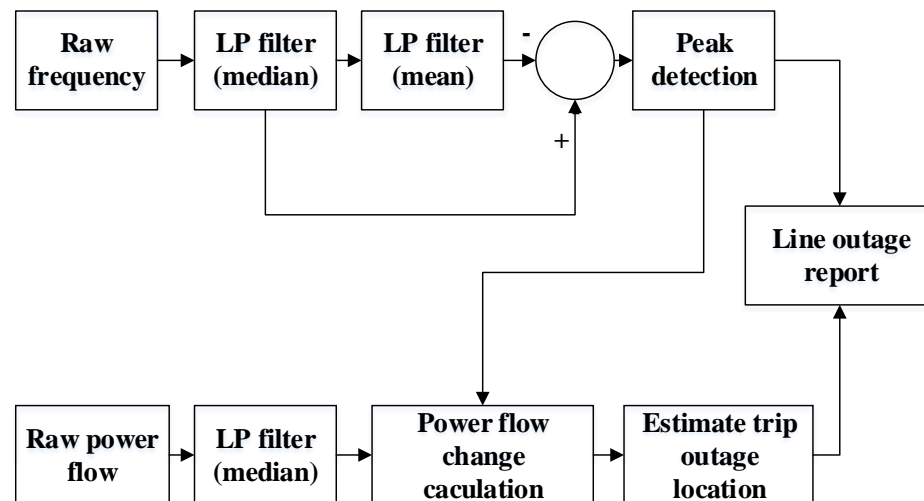 Raw
frequency
LP filter
(median)
LP filter
(mean)
-
+
Peak
detection
Line outage
report
Raw power
flow
LP filter
(median)
Power flow
change
caculation
Estimate trip
outage
location